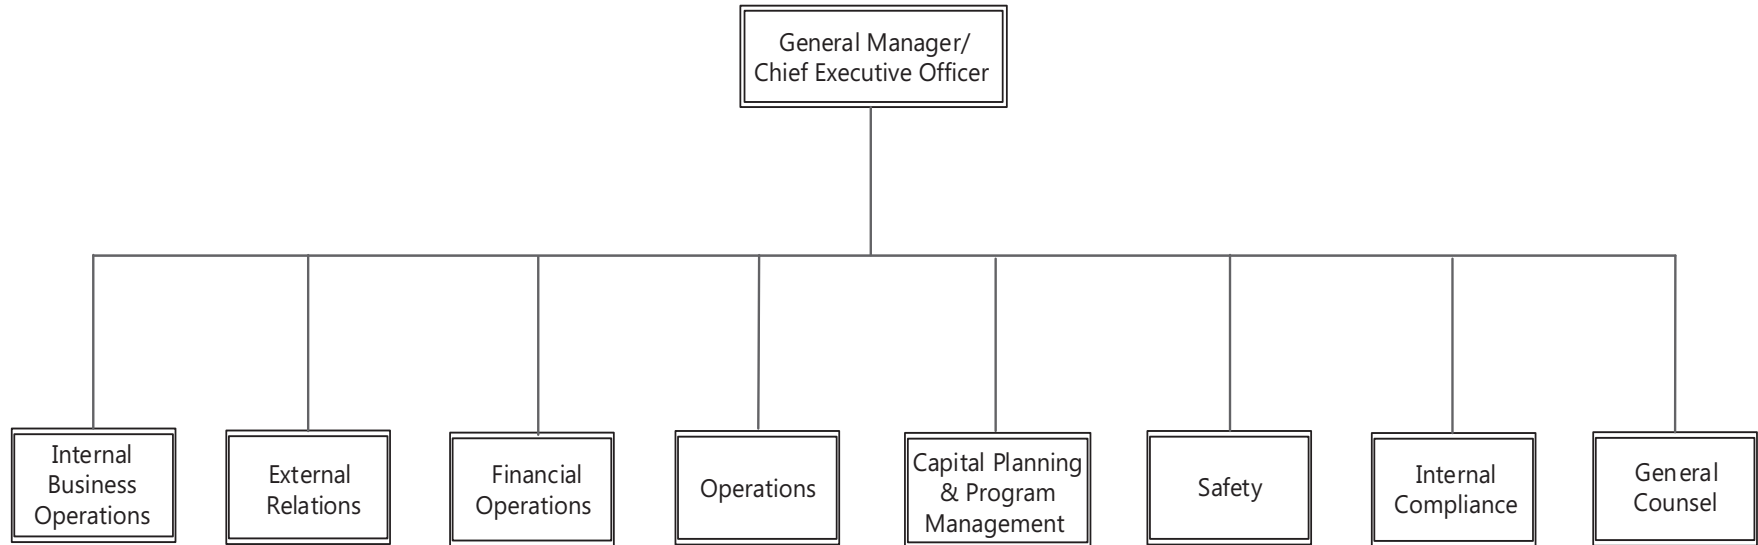 General Manager/
Chief Executive Officer
Internal
Business
Operations
External
Relations
Financial
Operations
Operations
Capital Planning
& Program
Management
Safety
Internal
Compliance
General
Counsel